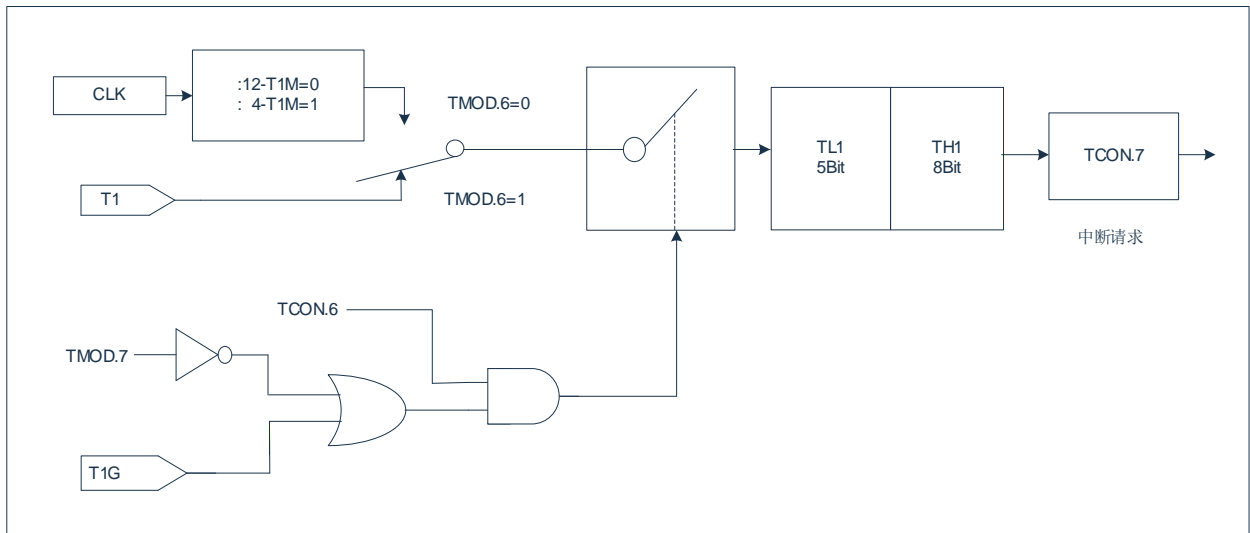 CLK
:12-T1M=0
: 4-T1M=1
TMOD.6=0
T1
TMOD.6=1
TL1
5Bit
TH1
8Bit
TCON.7
中断请求
TCON.6
TMOD.7
T1G